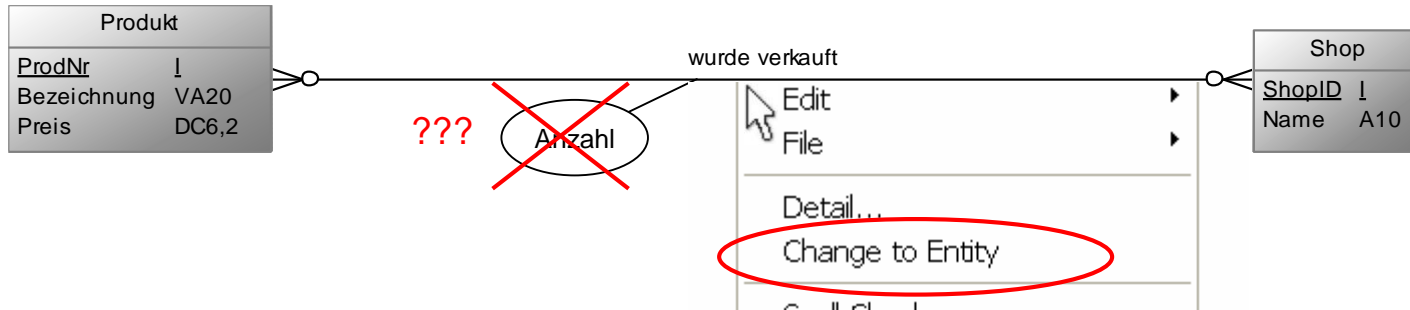 Produkt
ProdNr I
Bezeichnung VA20
Preis DC6,2
wurde verkauft
??? Anzahl
Edit
File
Detail...
Change to Entity
Shop
ShopID I
Name A10